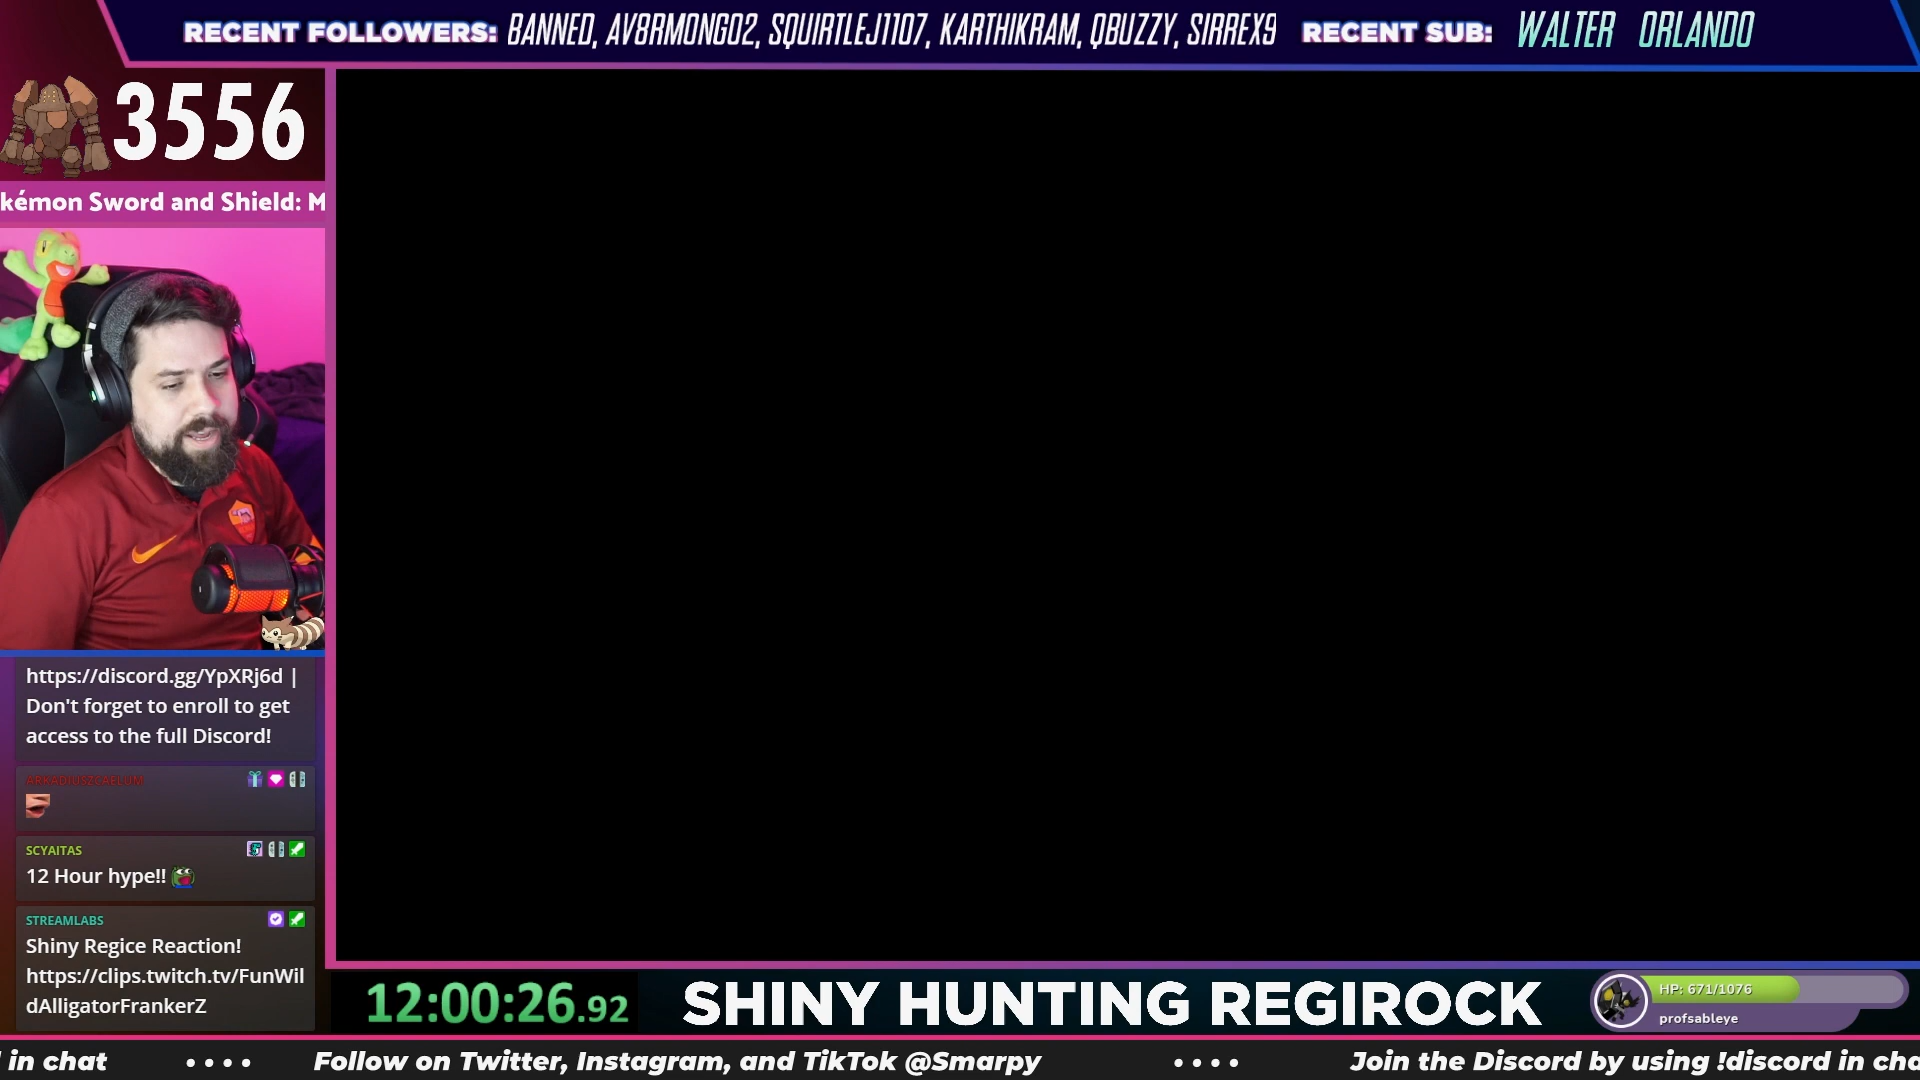 RECENT FOLLOWERS: BANNED, AV8RMONGO2, SQUIRTLEJ1107, KARTHIKRAM, QBUZZY, SIRREX9 RECENT SUB: WALTER ORLANDO
3556
kémon Sword and Shield: M
https://discord.gg/YpXRj6d |
Don't forget to enroll to get
access to the full Discord!
ARKADIUSZCAELUM
SCYAITAS
12 Hour hype!!
STREAMLABS
Shiny Regice Reaction!
https://clips.twitch.tv/FunWil
dAlligatorFrankerZ
12:00:26.92 SHINY HUNTING REGIROCK
HP: 671/1076
profsableye
in chat •••• Follow on Twitter, Instagram, and TikTok @Smarpy •••• Join the Discord by using !discord in cha